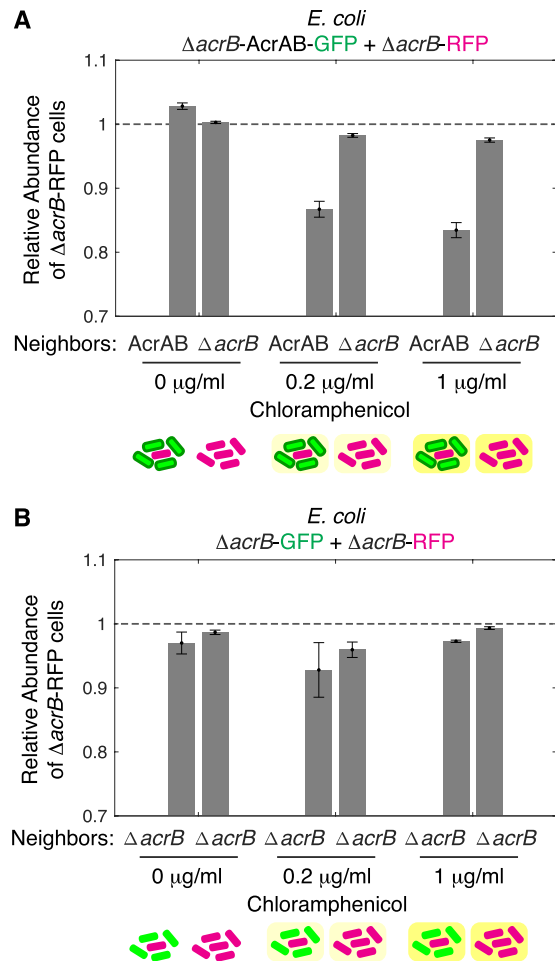 A
E. coli
ΔacrB-AcrAB-GFP + ΔacrB-RFP
Relative Abundance
of ΔacrB-RFP cells
1.1
1
0.9
0.8
0.7
Neighbors: AcrAB ΔacrB AcrAB ΔacrB AcrAB ΔacrB
0 μg/ml 0.2 μg/ml 1 μg/ml
Chloramphenicol
B
E. coli
ΔacrB-GFP + ΔacrB-RFP
Relative Abundance
of ΔacrB-RFP cells
1.1
1
0.9
0.8
0.7
Neighbors: ΔacrB ΔacrB ΔacrB ΔacrB ΔacrB ΔacrB
0 μg/ml 0.2 μg/ml 1 μg/ml
Chloramphenicol